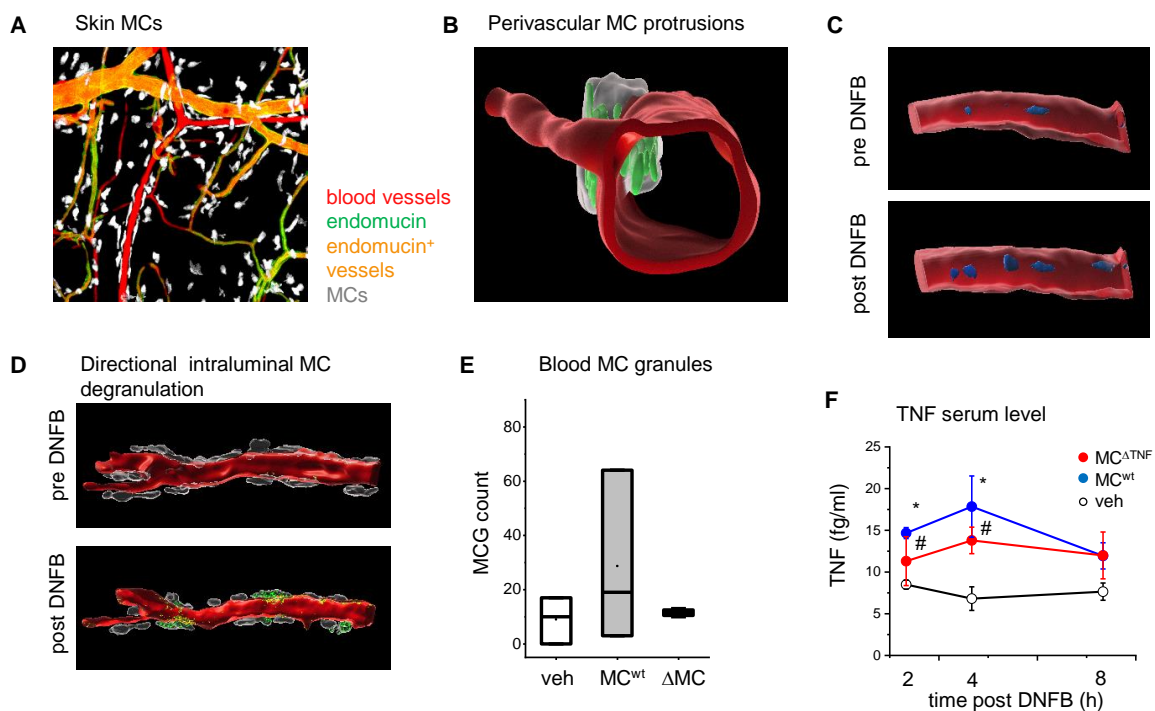 A Skin MCs
blood vessels
endomucin
endomucin⁺
vessels
MCs
B Perivascular MC protrusions
C
pre DNFB
post DNFB
D Directional intraluminal MC
degranulation
pre DNFB
post DNFB
E Blood MC granules
MCG count
80
60
40
20
0
veh MCʷᵗ ΔMC
F TNF serum level
TNF (fg/ml)
25
20
15
10
5
0
* *
# #
MC^ΔTNF
MCʷᵗ
veh
2 4 8
time post DNFB (h)